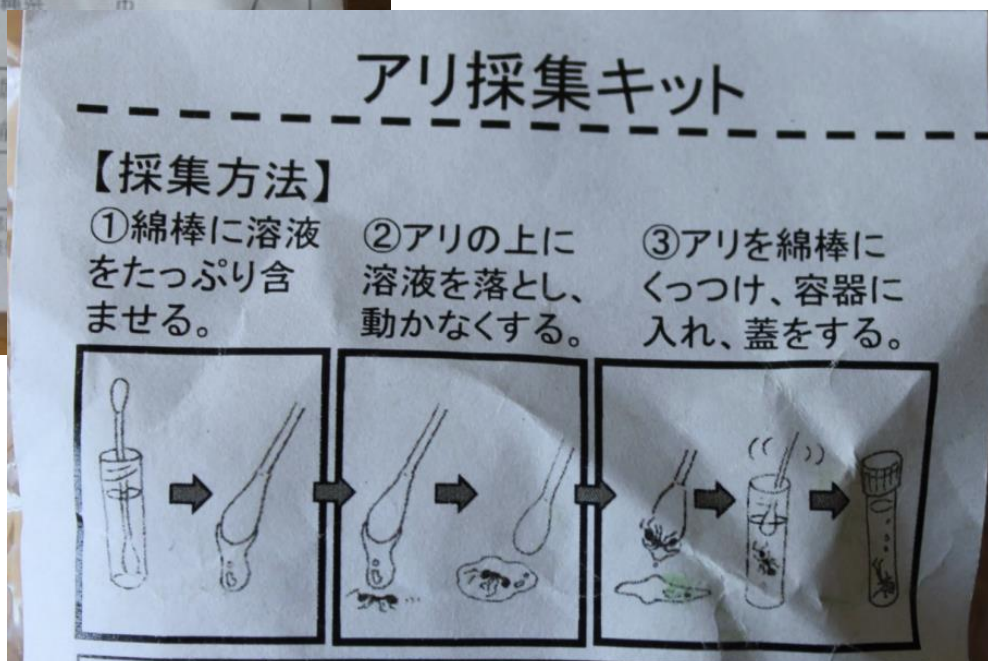 アリ採集キット
【採集方法】
①綿棒に溶液
をたっぷり含
ませる。
②アリの上に
溶液を落とし、
動かなくする。
③アリを綿棒に
くっつけ、容器に
入れ、蓋をする。